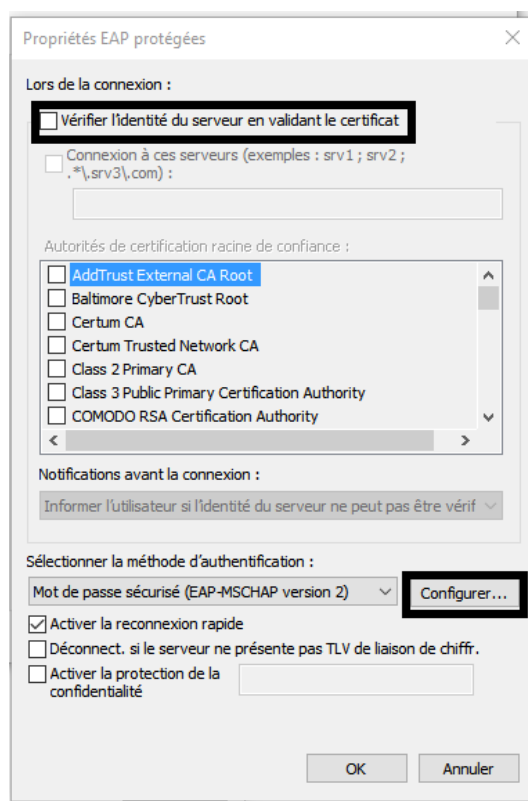 Propriétés EAP protégées
Lors de la connexion :
Vérifier l'identité du serveur en validant le certificat
Connexion à ces serveurs (exemples : srv1 ; srv2 ;
.*\.srv3\.com) :
Autorités de certification racine de confiance :
AddTrust External CA Root
Baltimore CyberTrust Root
Certum CA
Certum Trusted Network CA
Class 2 Primary CA
Class 3 Public Primary Certification Authority
COMODO RSA Certification Authority
Notifications avant la connexion :
Informer l'utilisateur si l'identité du serveur ne peut pas être vérif
Sélectionner la méthode d'authentification :
Mot de passe sécurisé (EAP-MSCHAP version 2)
Configurer...
Activer la reconnexion rapide
Déconnect. si le serveur ne présente pas TLV de liaison de chiffr.
Activer la protection de la
confidentialité
OK
Annuler